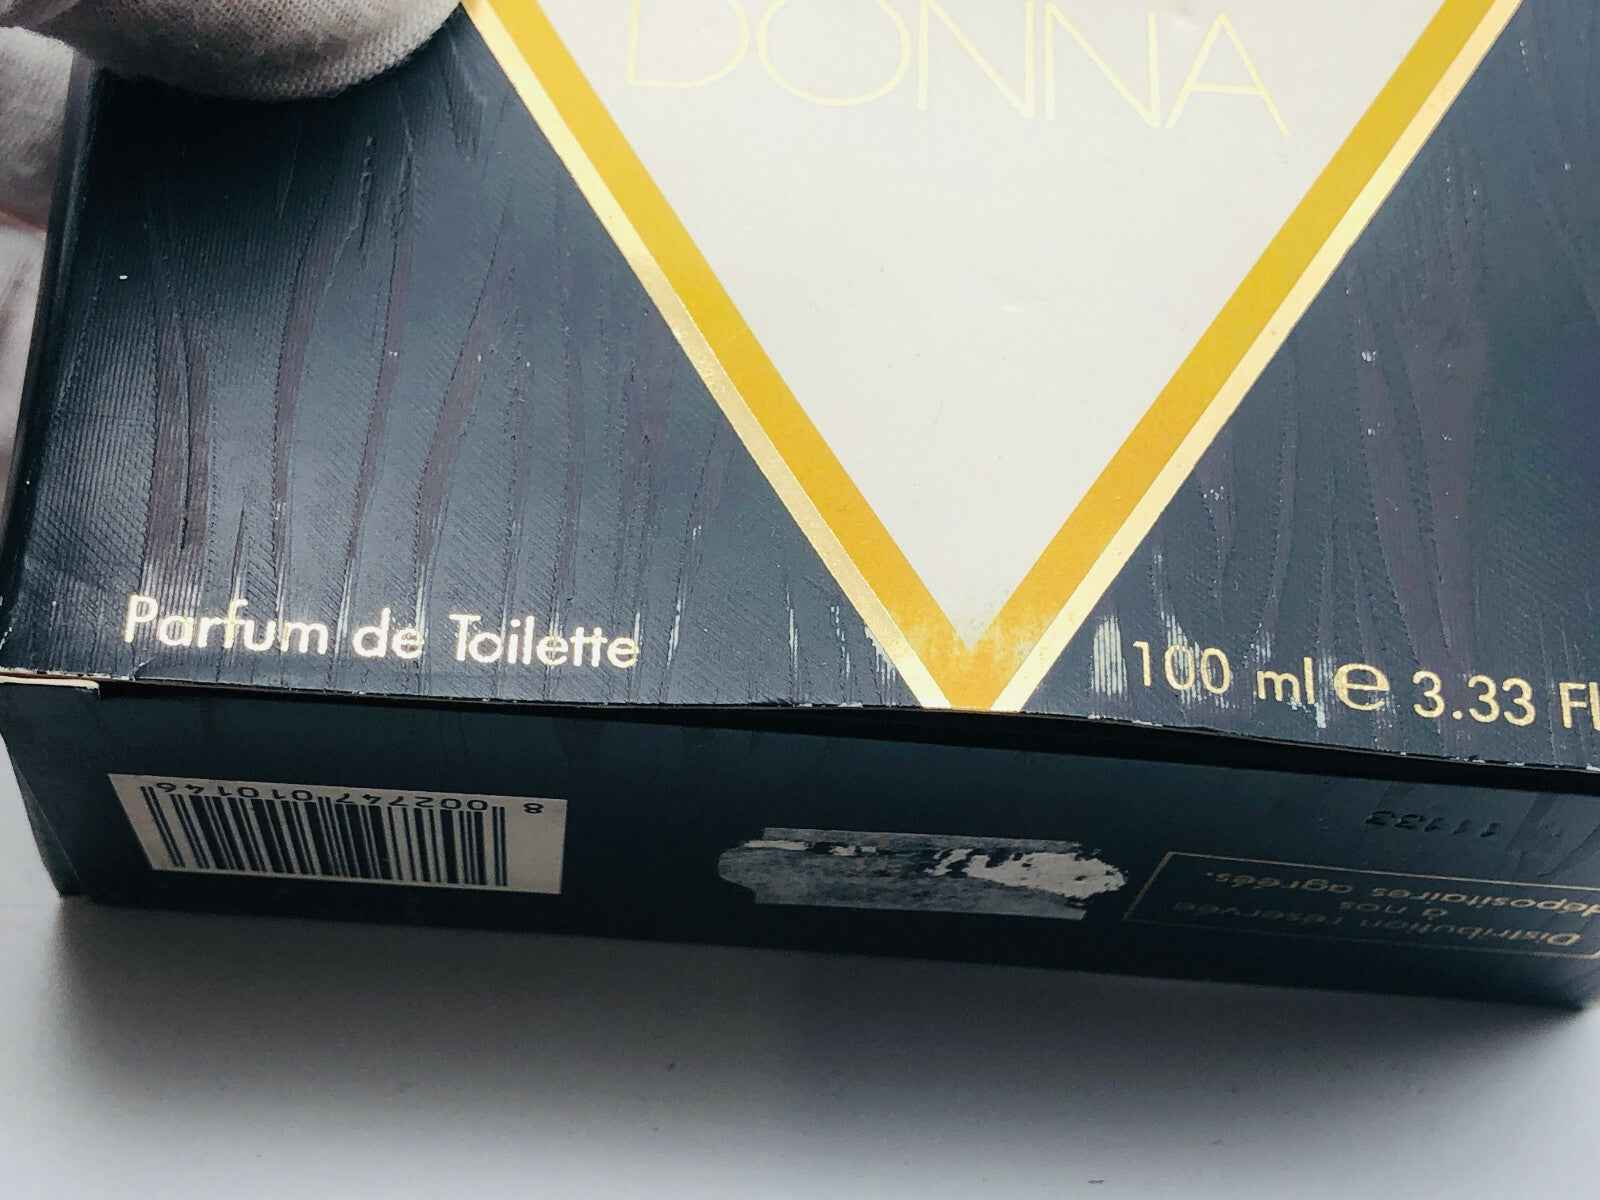 DONNA
Parfum de Toilette
100 ml e 3.33 Fl
8 002747 010146
11133
Distribution réservée
à nos
dépositaires agréés.